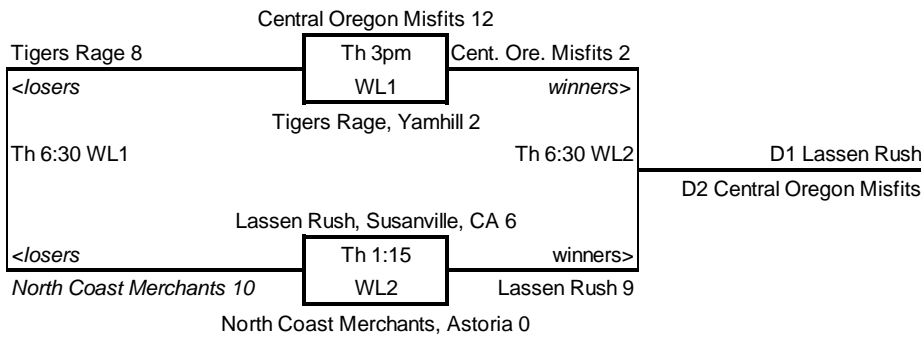 Central Oregon Misfits 12
Tigers Rage 8
Th 3pm
Cent. Ore. Misfits 2
<losers
WL1
winners>
Tigers Rage, Yamhill 2
Th 6:30 WL1
Th 6:30 WL2
D1 Lassen Rush
D2 Central Oregon Misfits
Lassen Rush, Susanville, CA 6
<losers
Th 1:15
winners>
North Coast Merchants 10
WL2
Lassen Rush 9
North Coast Merchants, Astoria 0